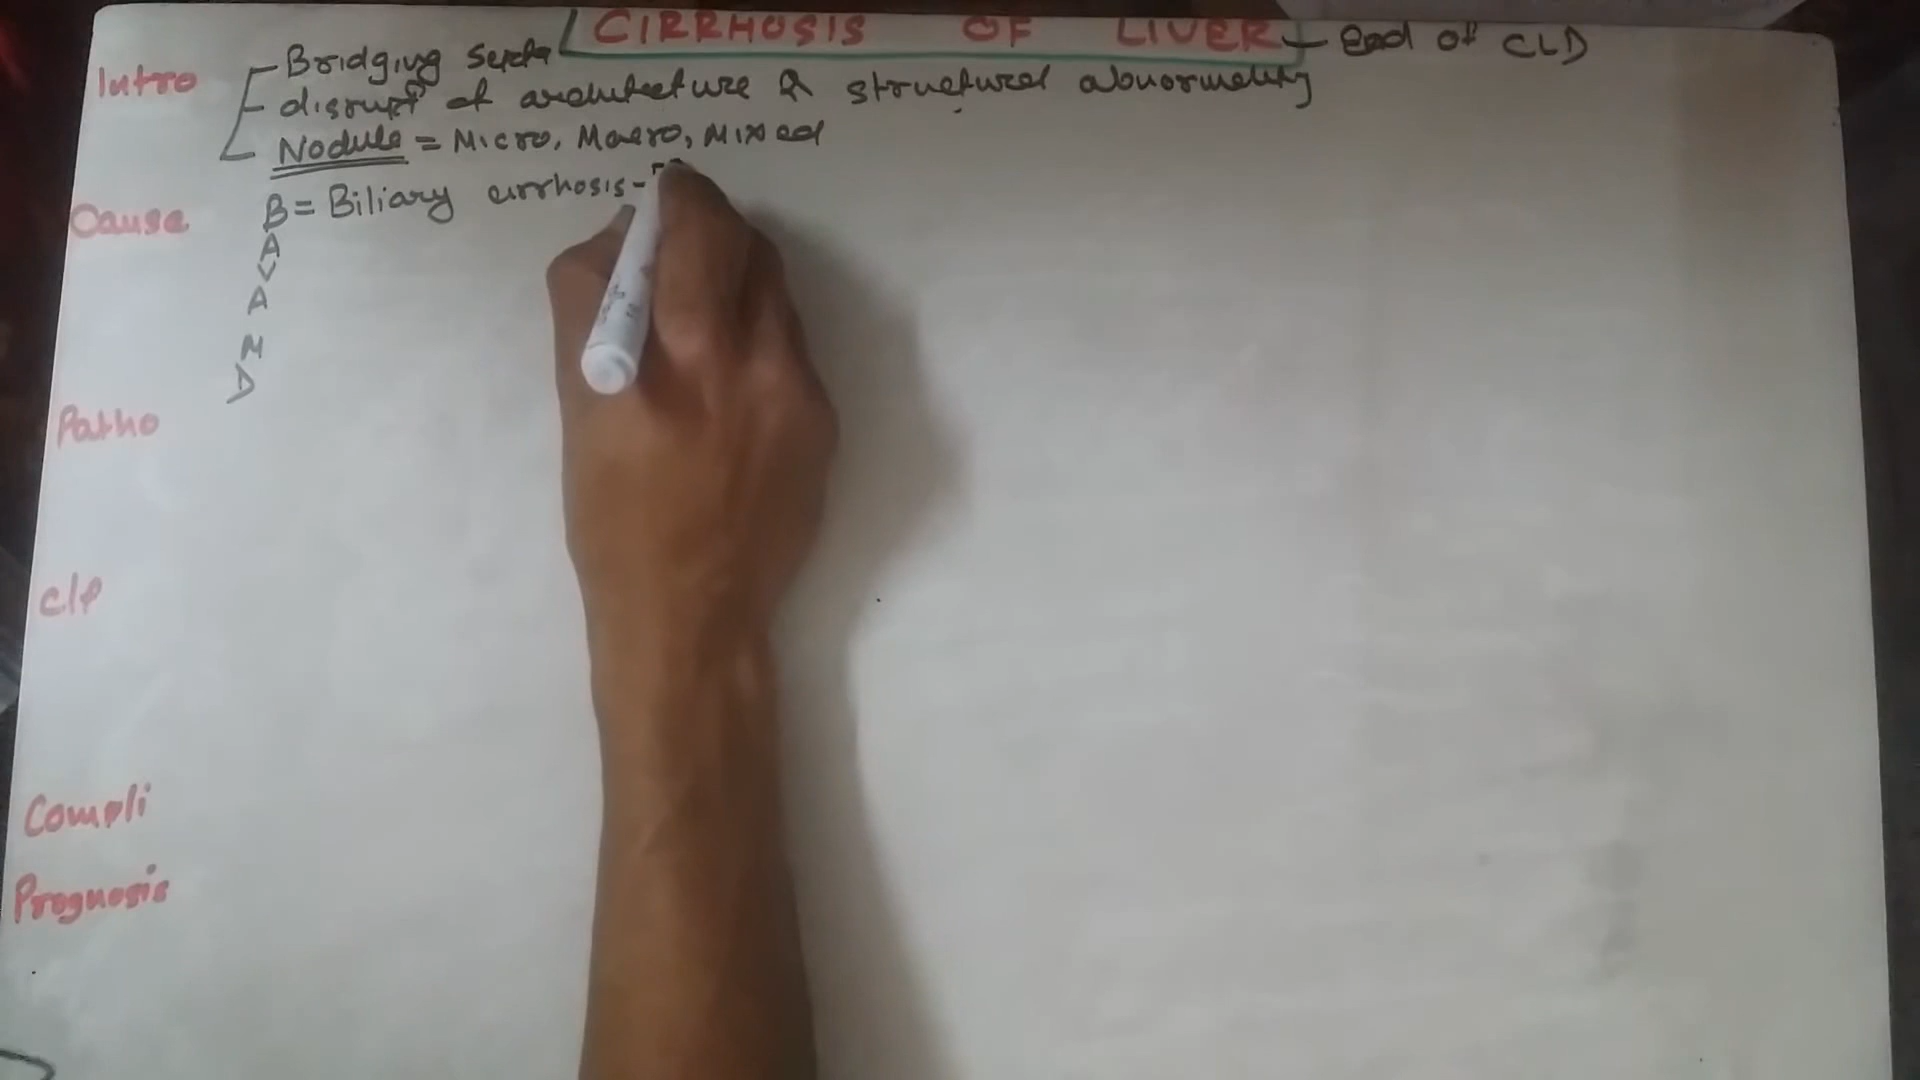 CIRRHOSIS OF LIVER - end of CLD
Intro
Bridging Septa
disrupt of architecture & structural abnormality
Nodule = Micro, Macro, Mixed
Cause
B = Biliary cirrhosis -
A
V
A
N
D
Patho
C/P
Compli
Prognosis